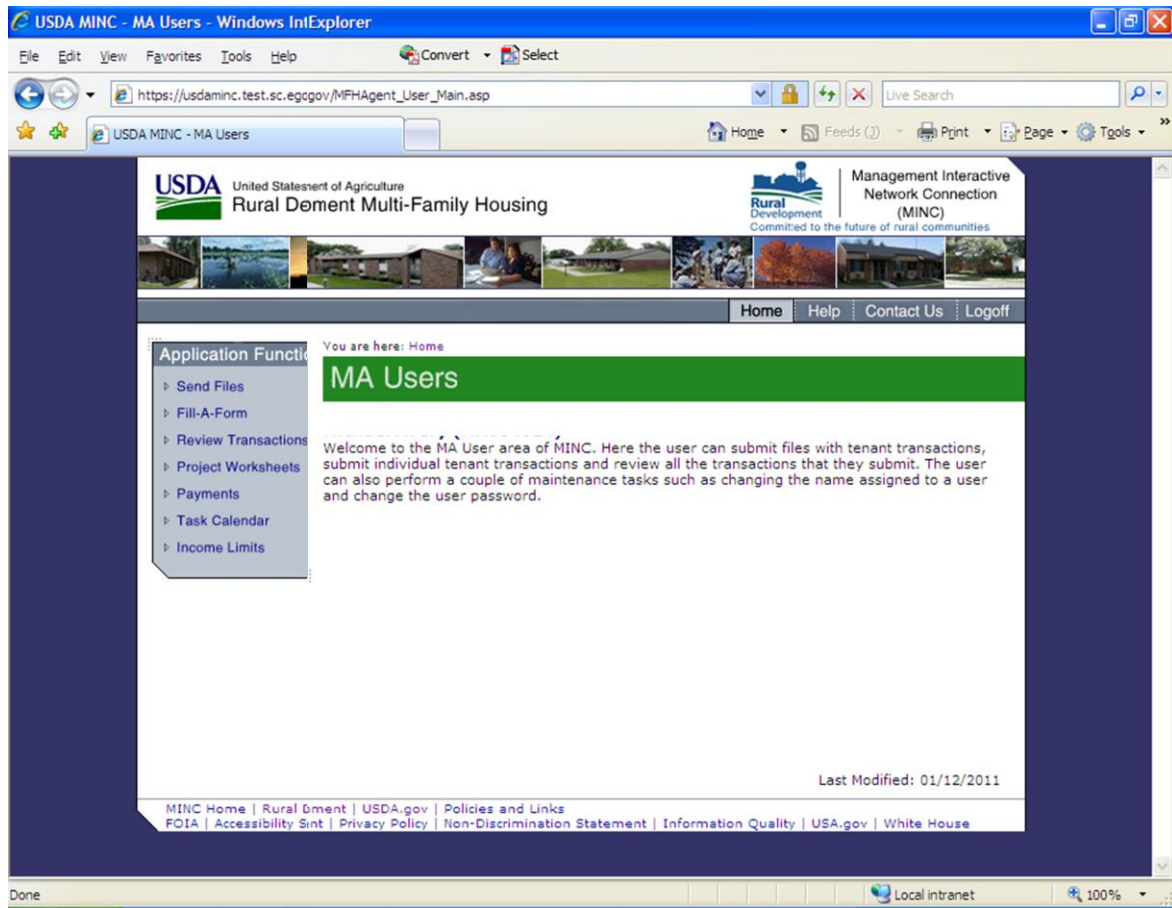 USDA MINC - MA Users - Windows IntExplorer
File Edit View Favorites Tools Help Convert Select
https://usdaminc.test.sc.egcgov/MFHAgent_User_Main.asp Live Search
USDA MINC - MA Users Home Feeds (J) Print Page Tools »
USDA United Statesnent of Agriculture
Rural Doment Multi-Family Housing
Rural
Development
Committed to the future of rural communities
Management Interactive
Network Connection
(MINC)
Home Help Contact Us Logoff
Application Functio
Send Files
Fill-A-Form
Review Transactions
Project Worksheets
Payments
Task Calendar
Income Limits
You are here: Home
MA Users
Welcome to the MA User area of MINC. Here the user can submit files with tenant transactions,
submit individual tenant transactions and review all the transactions that they submit. The user
can also perform a couple of maintenance tasks such as changing the name assigned to a user
and change the user password.
Last Modified: 01/12/2011
MINC Home | Rural Dment | USDA.gov | Policies and Links
FOIA | Accessibility Sint | Privacy Policy | Non-Discrimination Statement | Information Quality | USA.gov | White House
Done Local intranet 100%